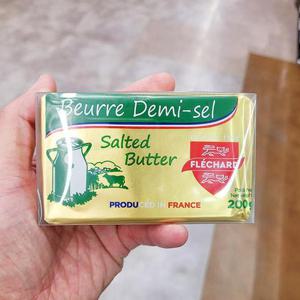 Beurre Demi-sel
Salted
Butter
FLÉCHARD
PRODUCED IN FRANCE
200g